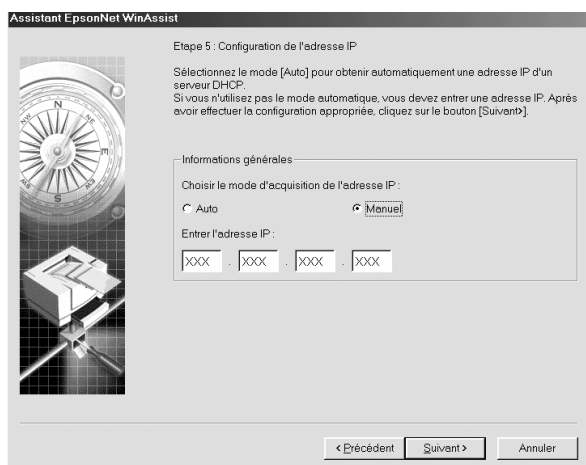 Assistant EpsonNet WinAssist
Etape 5 : Configuration de l'adresse IP
Sélectionnez le mode [Auto] pour obtenir automatiquement une adresse IP d'un
serveur DHCP.
Si vous n'utilisez pas le mode automatique, vous devez entrer une adresse IP. Après
avoir effectuer la configuration appropriée, cliquez sur le bouton [Suivant>].
Informations générales
Choisir le mode d'acquisition de l'adresse IP :
Auto Manuel
Entrer l'adresse IP :
XXX . XXX . XXX . XXX
N NE E S
< Précédent Suivant > Annuler